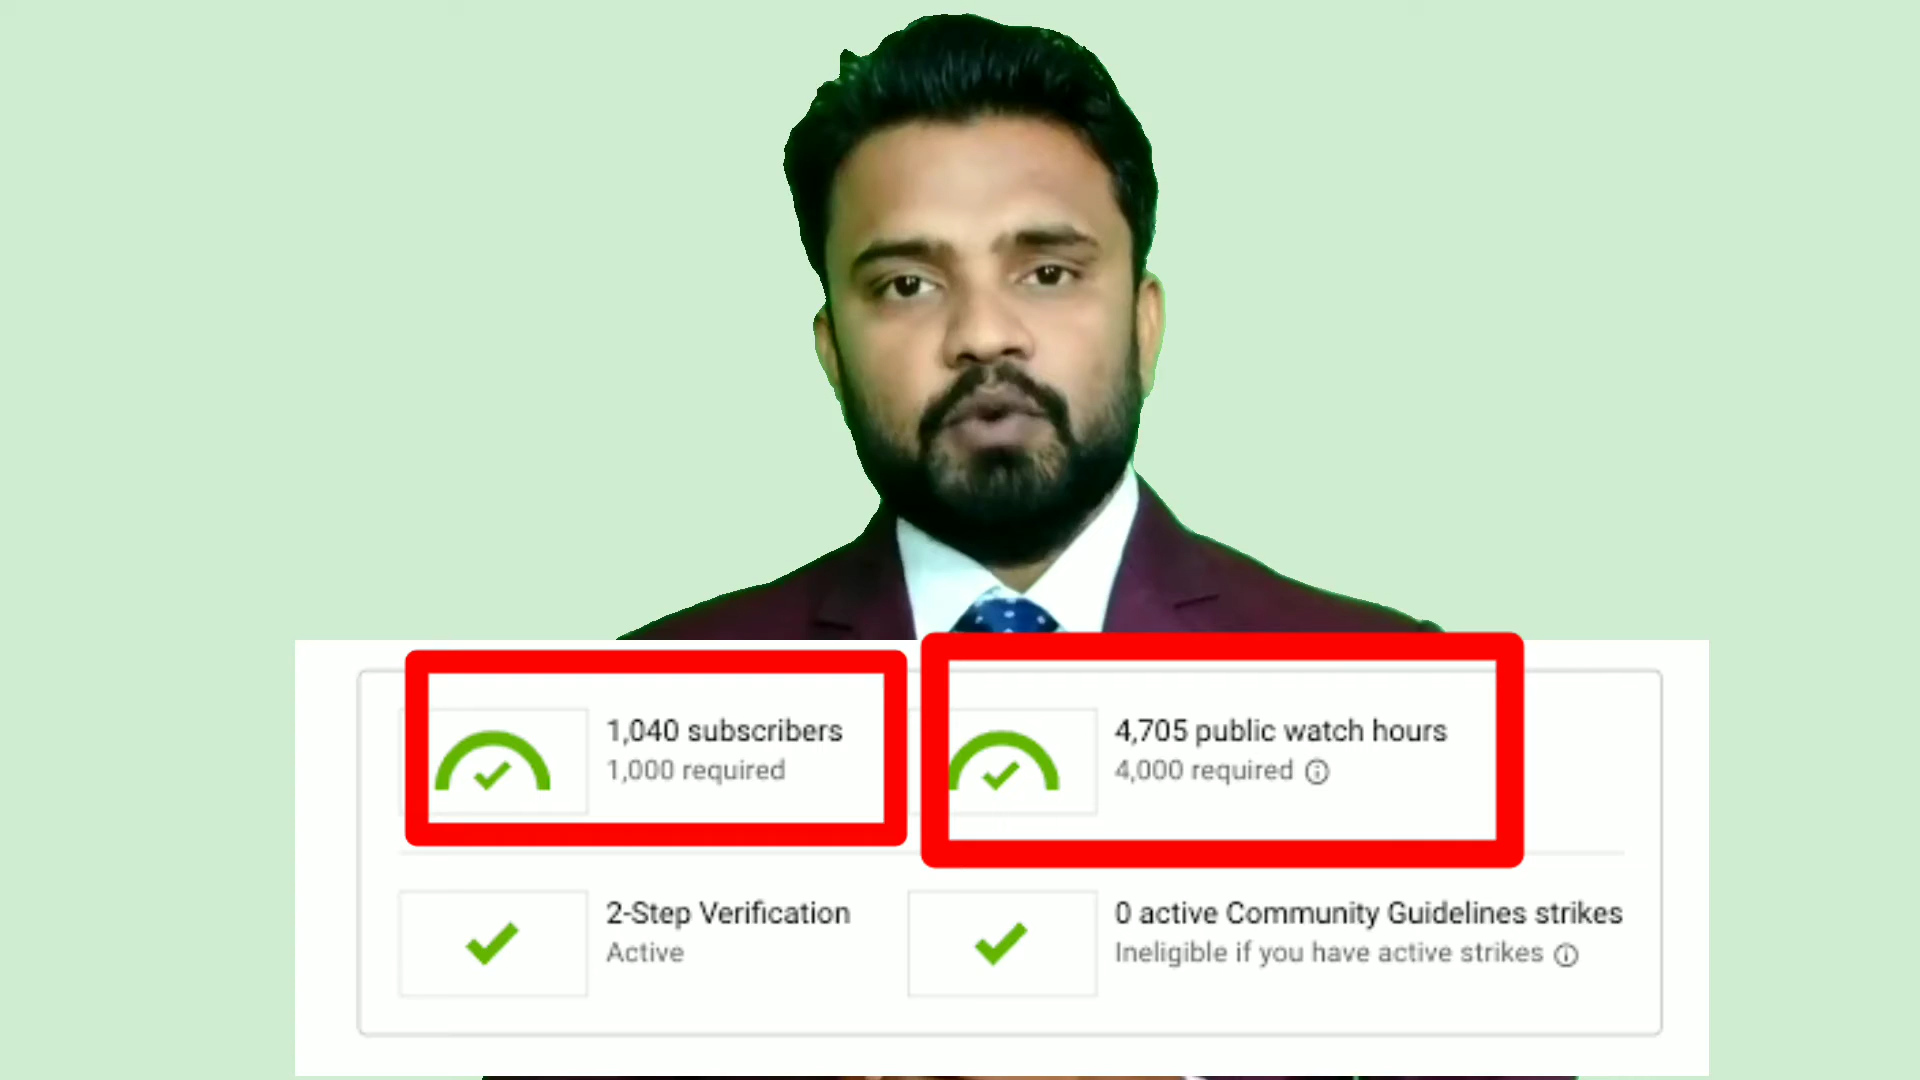 1,040 subscribers
1,000 required
4,705 public watch hours
4,000 required
2-Step Verification
Active
0 active Community Guidelines strikes
Ineligible if you have active strikes